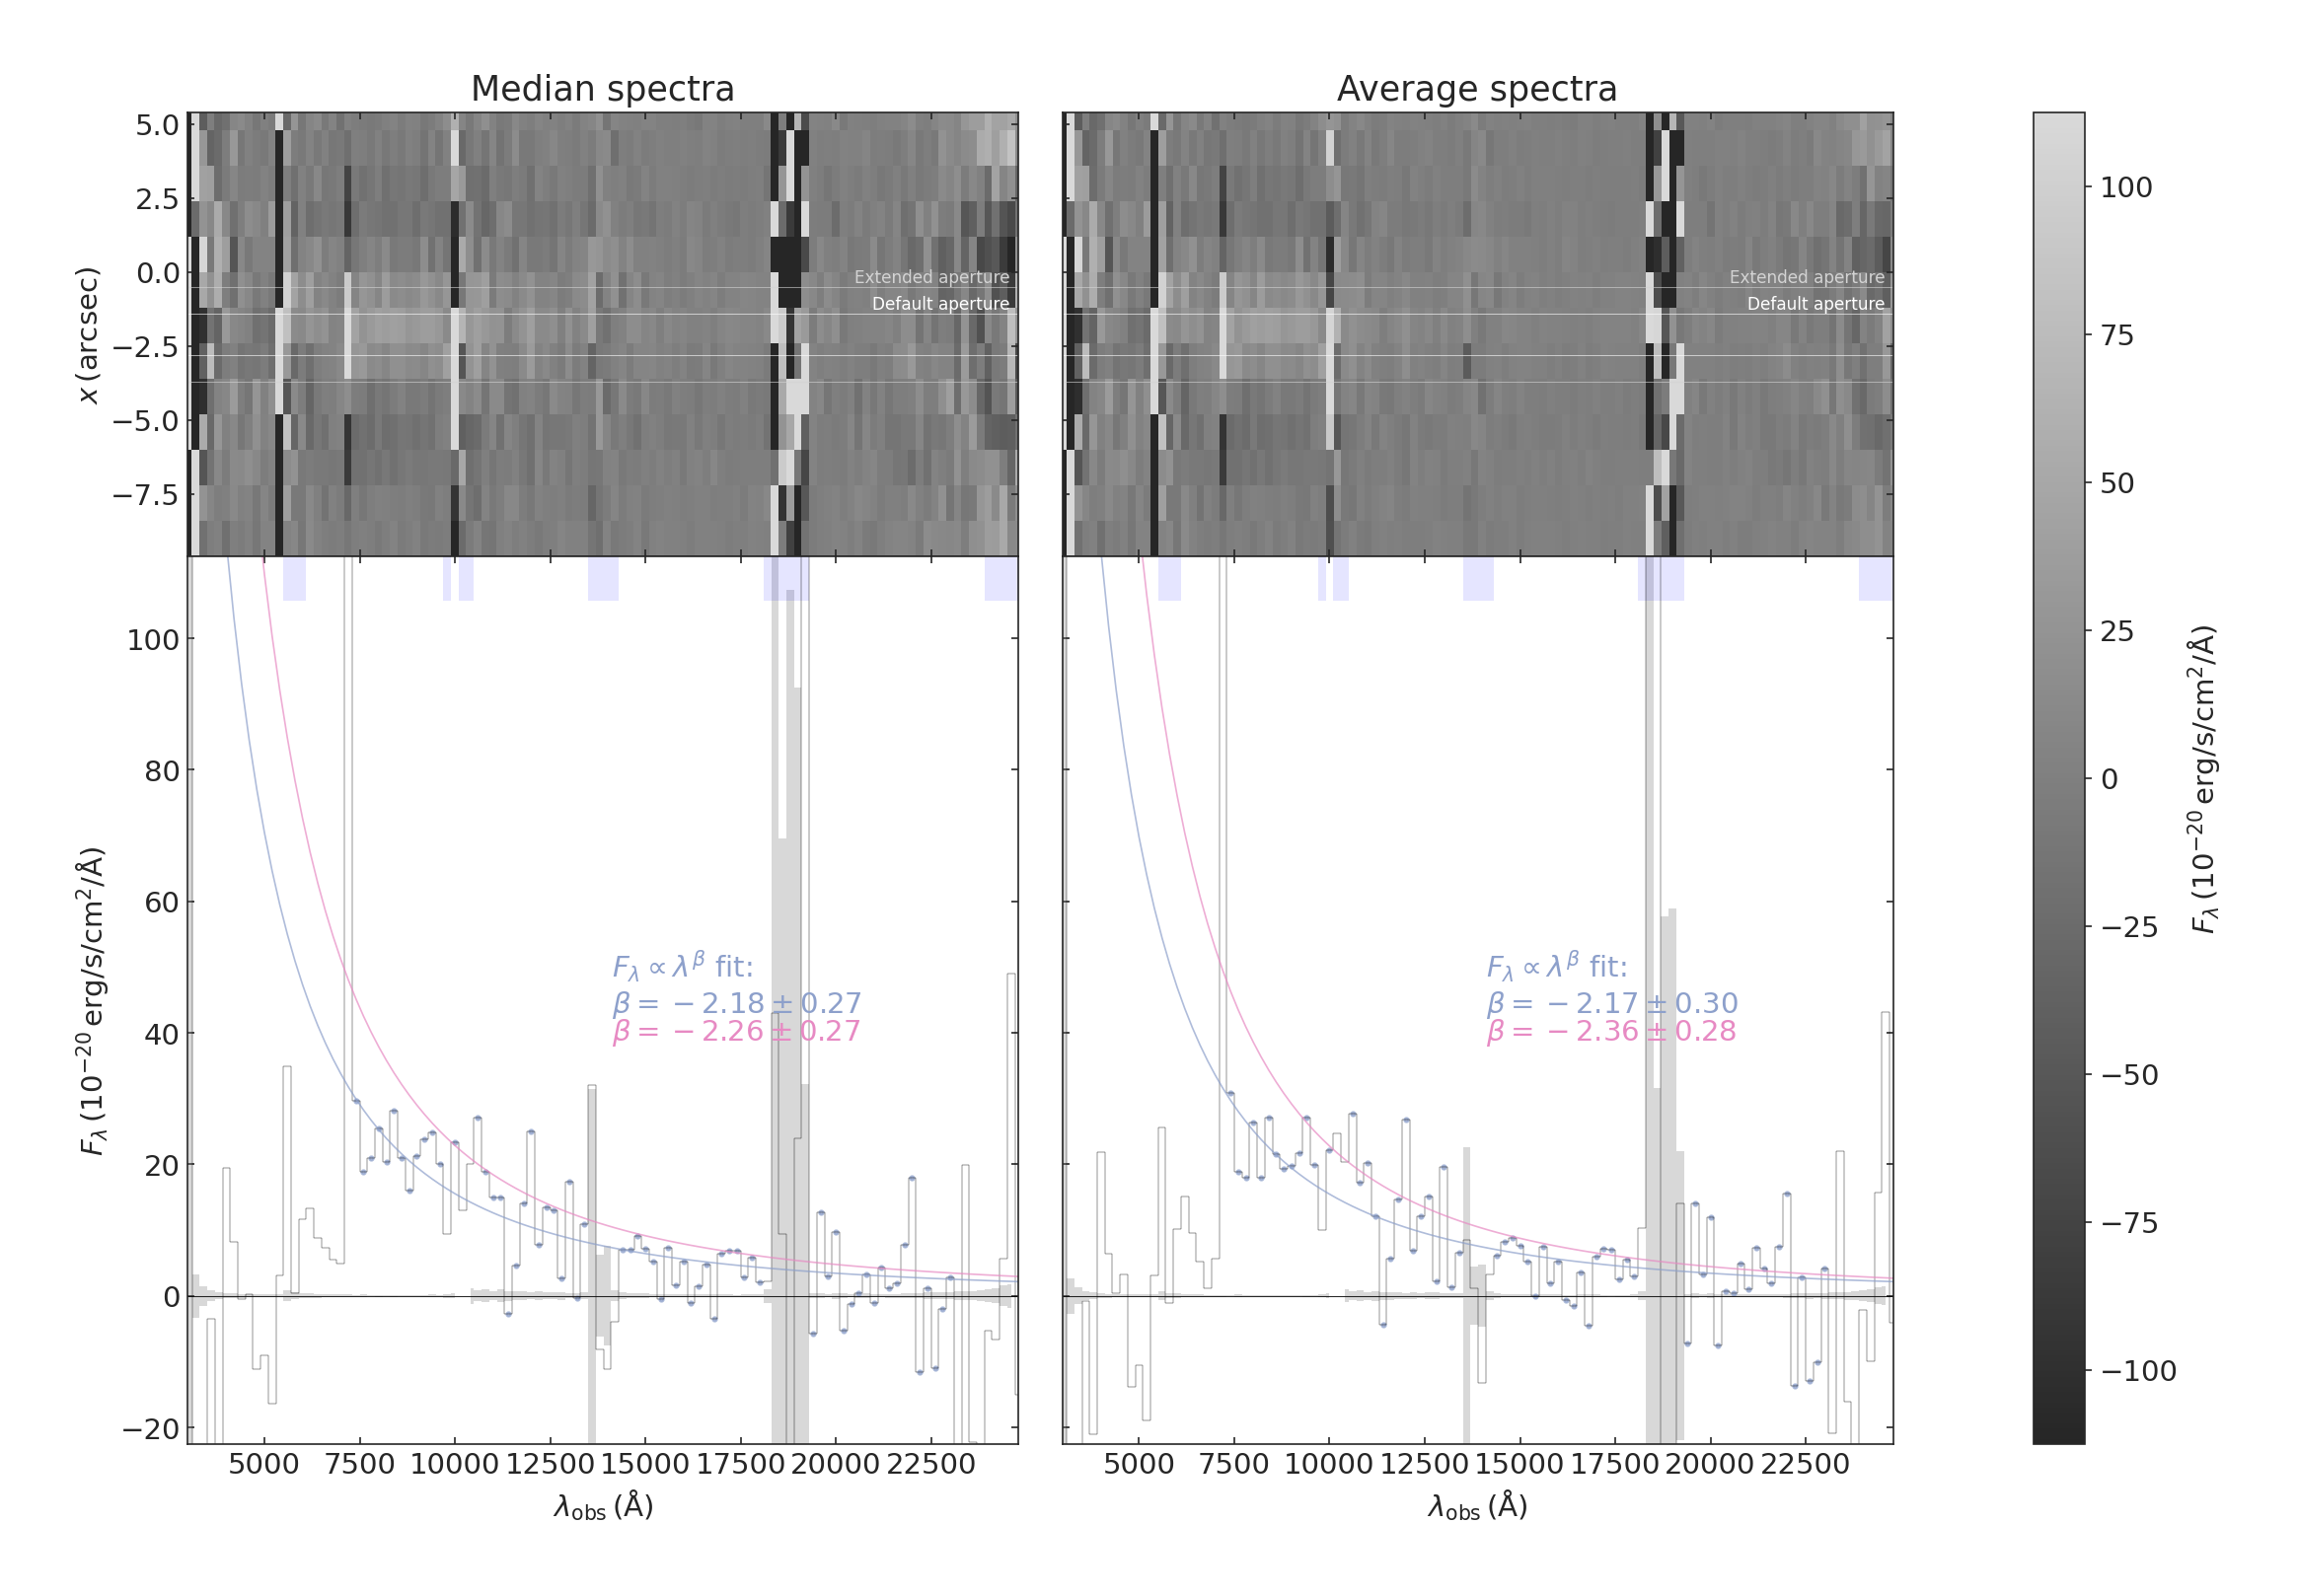 Median spectra
Average spectra
5.0
2.5
0.0
−2.5
−5.0
−7.5
x (arcsec)
Extended aperture
Default aperture
Extended aperture
Default aperture
100
80
60
40
20
0
−20
F_λ (10^−20 erg/s/cm^2/Å)
F_λ ∝ λ^β fit:
β = −2.18 ± 0.27
β = −2.26 ± 0.27
F_λ ∝ λ^β fit:
β = −2.17 ± 0.30
β = −2.36 ± 0.28
5000 7500 10000 12500 15000 17500 20000 22500
λ_obs (Å)
5000 7500 10000 12500 15000 17500 20000 22500
λ_obs (Å)
100
75
50
25
0
−25
−50
−75
−100
F_λ (10^−20 erg/s/cm^2/Å)